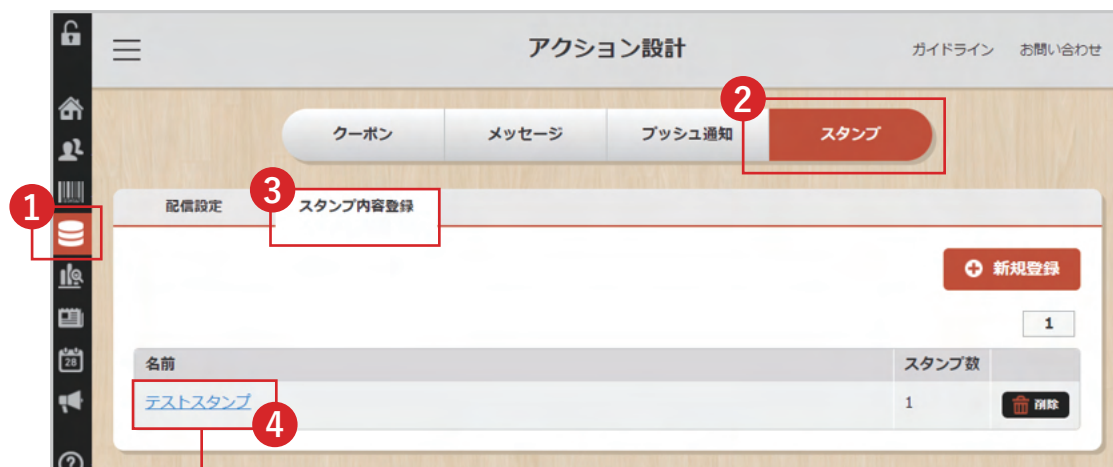 アクション設計
ガイドライン お問い合わせ
2
クーポン メッセージ プッシュ通知 スタンプ
1
3
配信設定 スタンプ内容登録
新規登録
1
名前 スタンプ数
テストスタンプ 1 削除
4
28
?